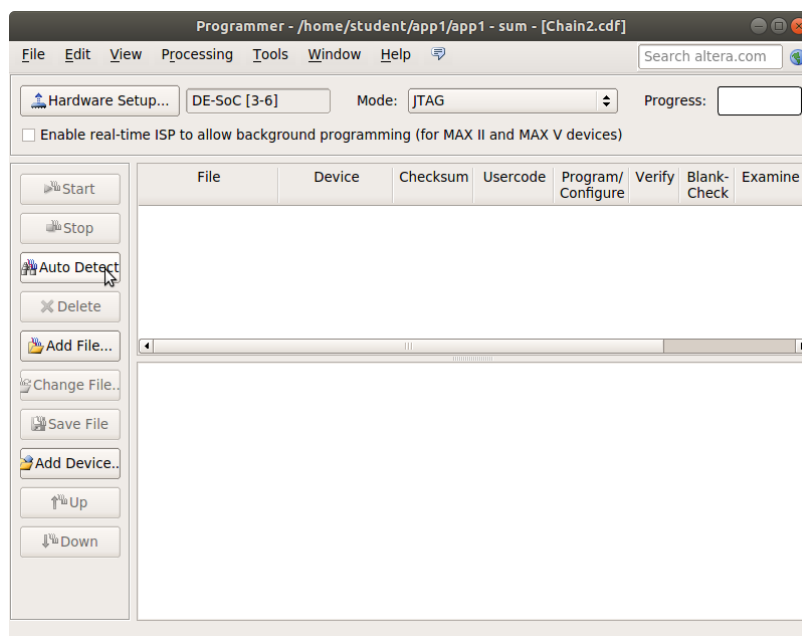 Programmer - /home/student/app1/app1 - sum - [Chain2.cdf]
File Edit View Processing Tools Window Help Search altera.com
Hardware Setup... DE-SoC [3-6] Mode: JTAG Progress:
Enable real-time ISP to allow background programming (for MAX II and MAX V devices)
File Device Checksum Usercode Program/ Verify Blank- Examine
Configure Check
Start
Stop
Auto Detect
Delete
Add File...
Change File..
Save File
Add Device..
Up
Down